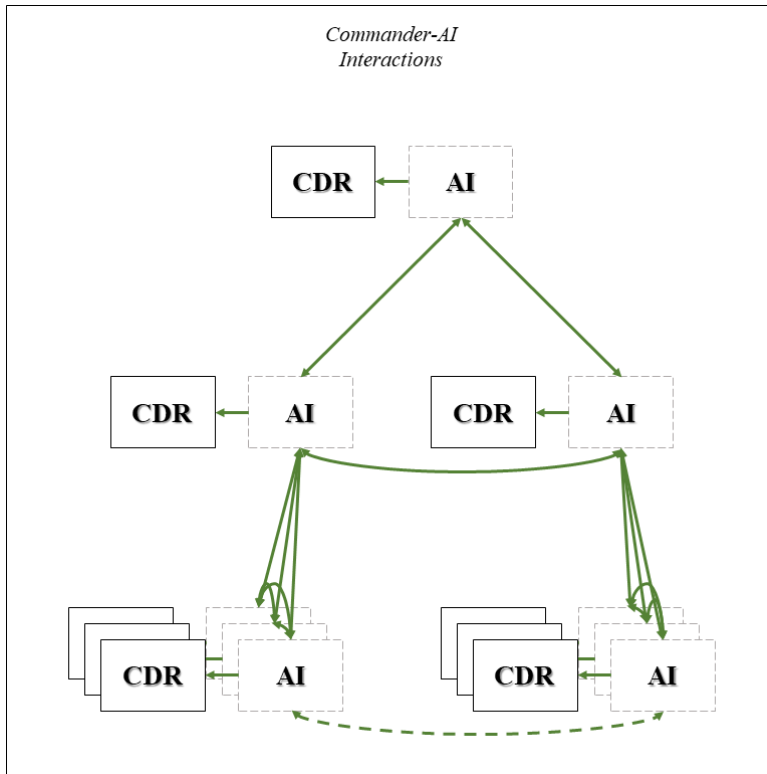 Commander-AI
Interactions
CDR AI
CDR AI CDR AI
CDR AI CDR AI